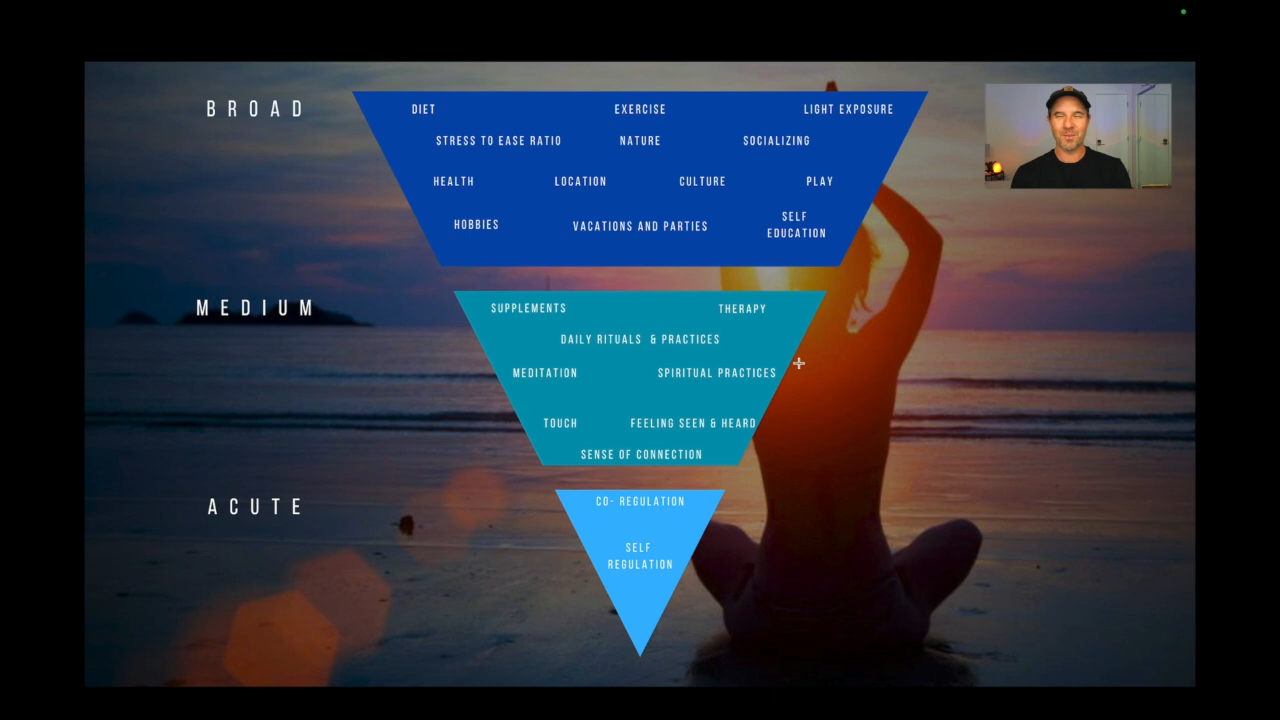 BROAD
DIET EXERCISE LIGHT EXPOSURE
STRESS TO EASE RATIO NATURE SOCIALIZING
HEALTH LOCATION CULTURE PLAY
HOBBIES VACATIONS AND PARTIES SELF
EDUCATION
MEDIUM
SUPPLEMENTS THERAPY
DAILY RITUALS & PRACTICES
MEDITATION SPIRITUAL PRACTICES
TOUCH FEELING SEEN & HEARD
SENSE OF CONNECTION
ACUTE
CO- REGULATION
SELF
REGULATION